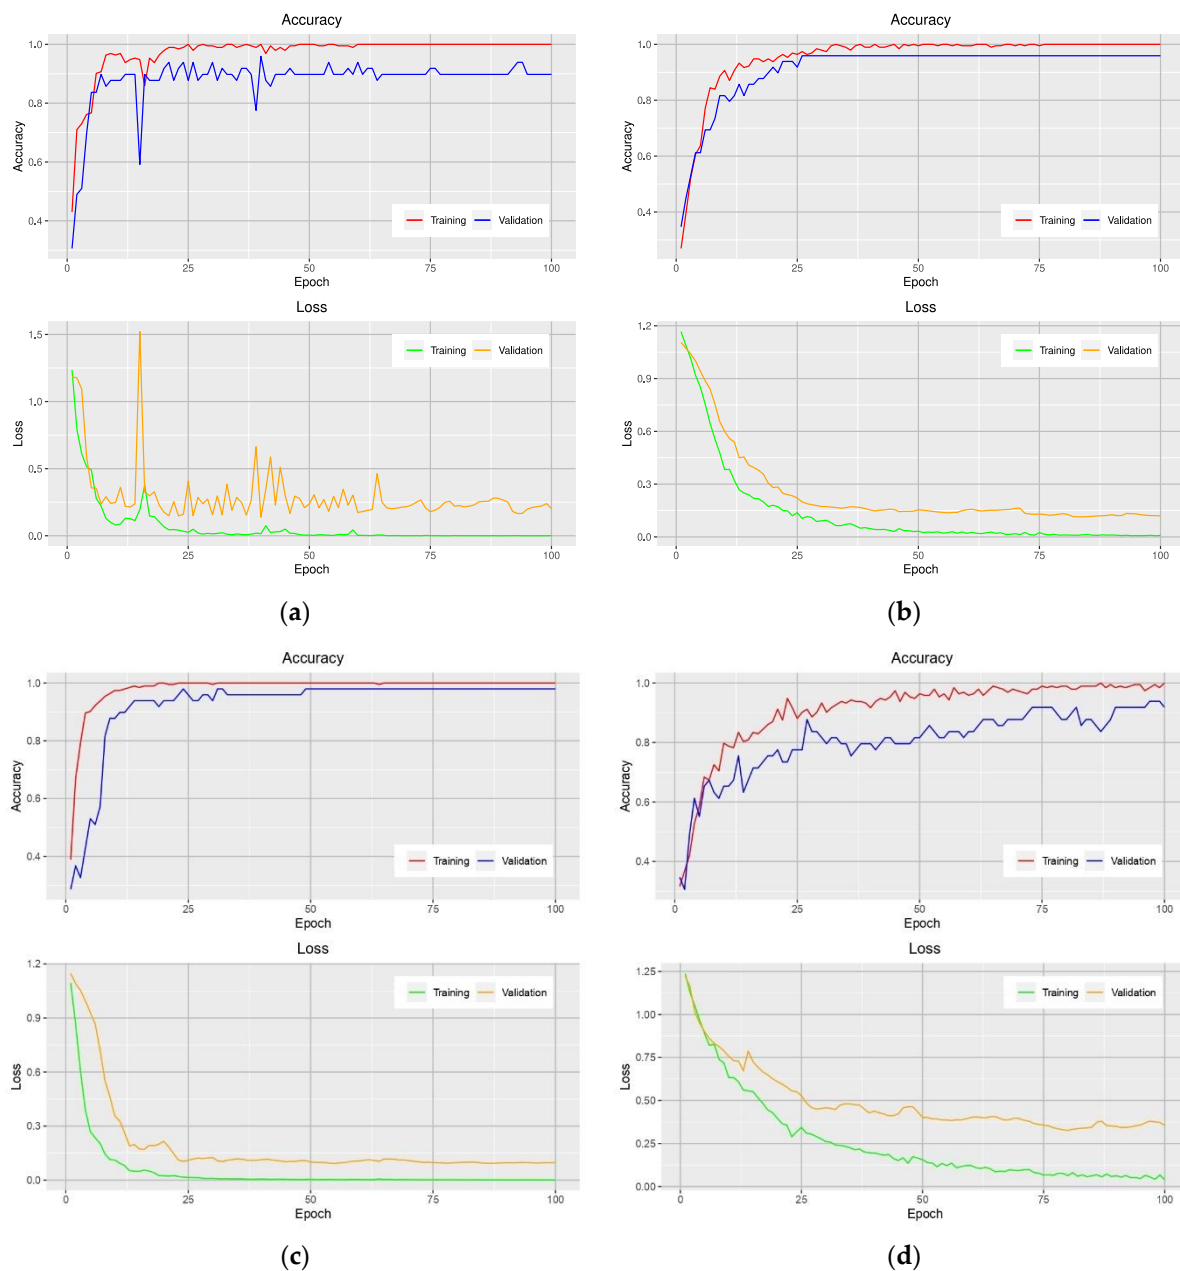 Accuracy
1.0
0.8
0.6
0.4
Accuracy
Training Validation
0 25 50 75 100
Epoch
Loss
1.5
1.0
0.5
0.0
Loss
Training Validation
0 25 50 75 100
Epoch
(a)
Accuracy
1.0
0.8
0.6
0.4
Accuracy
Training Validation
0 25 50 75 100
Epoch
Loss
1.2
0.9
0.6
0.3
0.0
Loss
Training Validation
0 25 50 75 100
Epoch
(b)
Accuracy
1.0
0.8
0.6
0.4
Accuracy
Training Validation
0 25 50 75 100
Epoch
Loss
1.2
0.9
0.6
0.3
0.0
Loss
Training Validation
0 25 50 75 100
Epoch
(c)
Accuracy
1.0
0.8
0.6
0.4
Accuracy
Training Validation
0 25 50 75 100
Epoch
Loss
1.25
1.00
0.75
0.50
0.25
0.00
Loss
Training Validation
0 25 50 75 100
Epoch
(d)